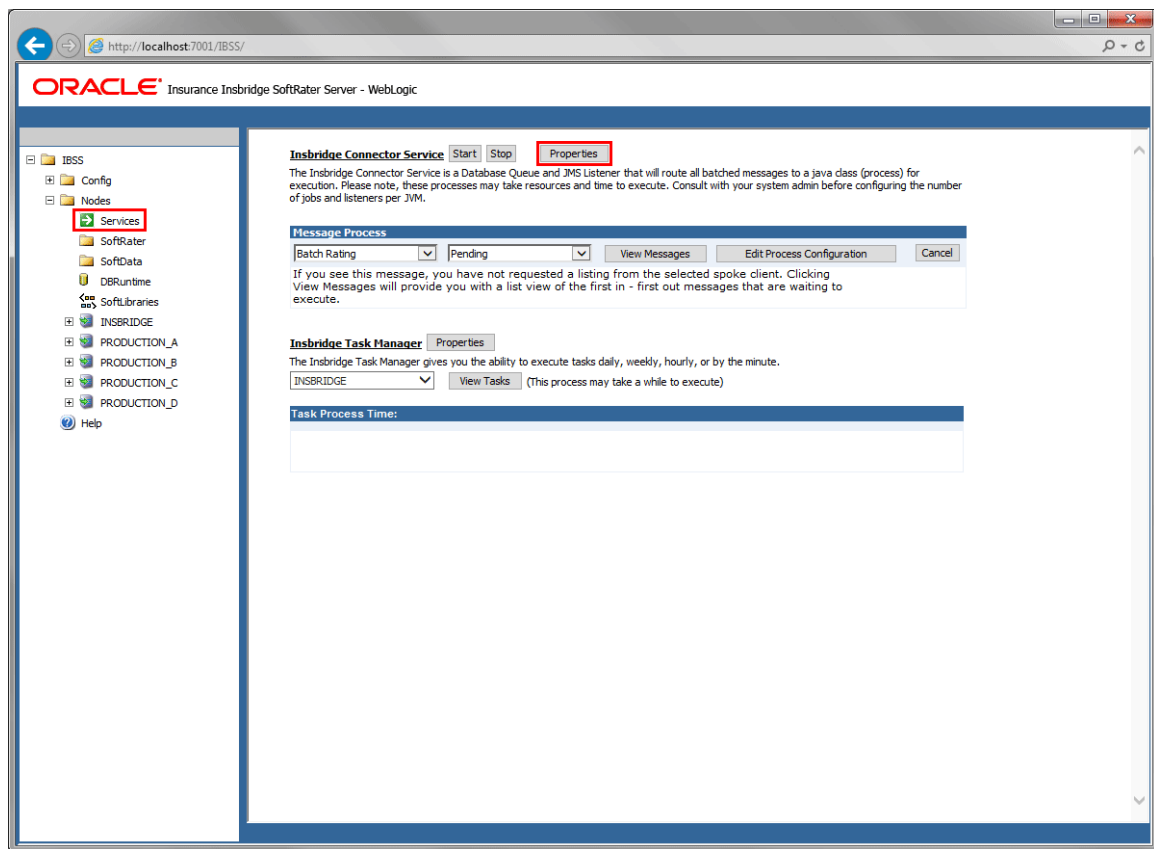 http://localhost:7001/IBSS/
ORACLE® Insurance Insbridge SoftRater Server - WebLogic
IBSS
Config
Nodes
Services
SoftRater
SoftData
DBRuntime
SoftLibraries
INSBRIDGE
PRODUCTION_A
PRODUCTION_B
PRODUCTION_C
PRODUCTION_D
Help
Insbridge Connector Service Start Stop Properties
The Insbridge Connector Service is a Database Queue and JMS Listener that will route all batched messages to a java class (process) for
execution. Please note, these processes may take resources and time to execute. Consult with your system admin before configuring the number
of jobs and listeners per JVM.
Message Process
Batch Rating Pending View Messages Edit Process Configuration Cancel
If you see this message, you have not requested a listing from the selected spoke client. Clicking
View Messages will provide you with a list view of the first in - first out messages that are waiting to
execute.
Insbridge Task Manager Properties
The Insbridge Task Manager gives you the ability to execute tasks daily, weekly, hourly, or by the minute.
INSBRIDGE View Tasks (This process may take a while to execute)
Task Process Time: